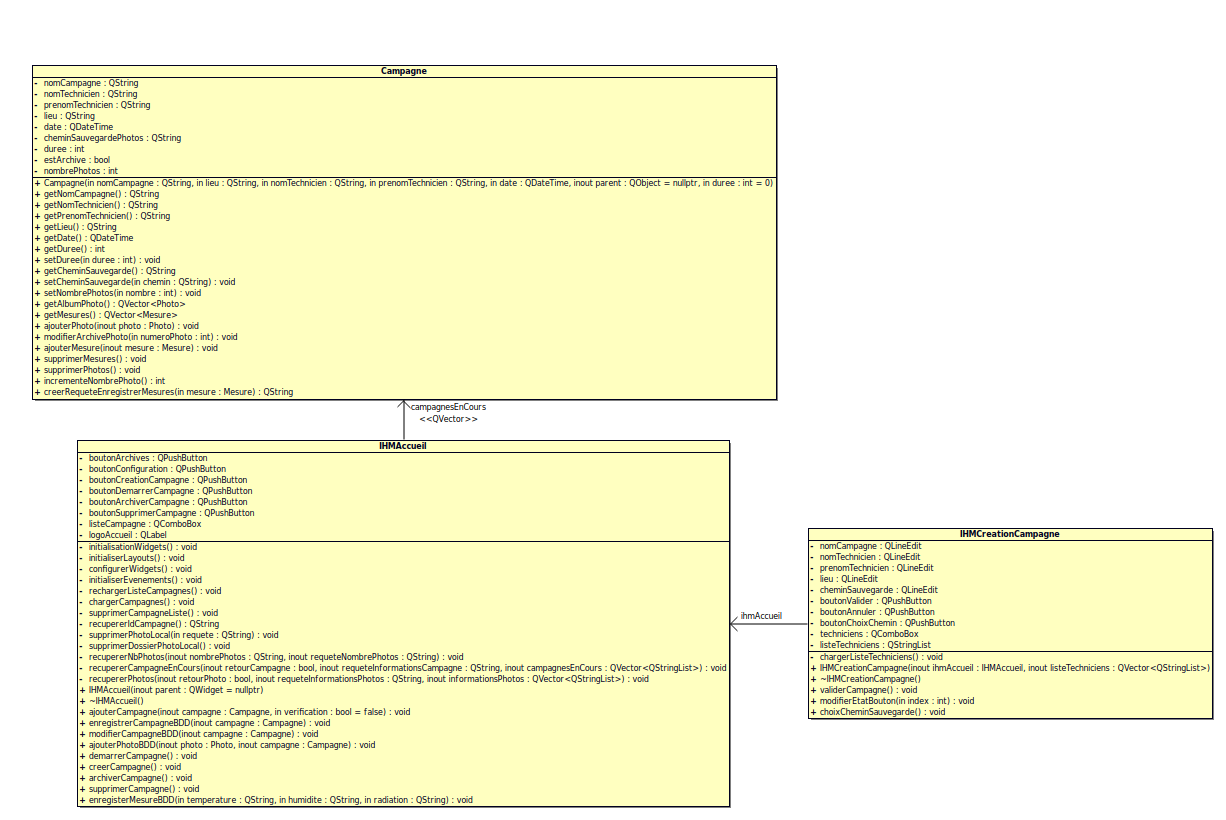 Campagne
- nomCampagne : QString
- nomTechnicien : QString
- prenomTechnicien : QString
- lieu : QString
- date : QDateTime
- cheminSauvegardePhotos : QString
- duree : int
- estArchive : bool
- nombrePhotos : int
+ Campagne(in nomCampagne : QString, in lieu : QString, in nomTechnicien : QString, in prenomTechnicien : QString, in date : QDateTime, inout parent : QObject = nullptr, in duree : int = 0)
+ getNomCampagne() : QString
+ getNomTechnicien() : QString
+ getPrenomTechnicien() : QString
+ getLieu() : QString
+ getDate() : QDateTime
+ getDuree() : int
+ setDuree(in duree : int) : void
+ getCheminSauvegarde() : QString
+ setCheminSauvegarde(in chemin : QString) : void
+ setNombrePhotos(in nombre : int) : void
+ getAlbumPhoto() : QVector<Photo>
+ getMesures() : QVector<Mesure>
+ ajouterPhoto(inout photo : Photo) : void
+ modifierArchivePhoto(in numeroPhoto : int) : void
+ ajouterMesure(inout mesure : Mesure) : void
+ supprimerMesures() : void
+ supprimerPhotos() : void
+ incrementeNombrePhoto() : int
+ creerRequeteEnregistrerMesures(in mesure : Mesure) : QString
campagnesEnCours
<<QVector>>
IHMAccueil
- boutonArchives : QPushButton
- boutonConfiguration : QPushButton
- boutonCreationCampagne : QPushButton
- boutonDemarrerCampagne : QPushButton
- boutonArchiverCampagne : QPushButton
- boutonSupprimerCampagne : QPushButton
- listeCampagne : QComboBox
- logoAccueil : QLabel
- initialisationWidgets() : void
- initialiserLayouts() : void
- configurerWidgets() : void
- initialiserEvenements() : void
- rechargerListeCampagnes() : void
- chargerCampagnes() : void
- supprimerCampagneListe() : void
- recupererIdCampagne() : QString
- supprimerPhotoLocal(in requete : QString) : void
- supprimerDossierPhotoLocal() : void
- recupererNbPhotos(inout nombrePhotos : QString, inout requeteNombrePhotos : QString) : void
- recupererCampagneEnCours(inout retourCampagne : bool, inout requeteInformationsCampagne : QString, inout campagnesEnCours : QVector<QStringList>) : void
- recupererPhotos(inout retourPhoto : bool, inout requeteInformationsPhotos : QString, inout informationsPhotos : QVector<QStringList>) : void
+ IHMAccueil(inout parent : QWidget = nullptr)
+ ~IHMAccueil()
+ ajouterCampagne(inout campagne : Campagne, in verification : bool = false) : void
+ enregistrerCampagneBDD(inout campagne : Campagne) : void
+ modifierCampagneBDD(inout campagne : Campagne) : void
+ ajouterPhotoBDD(inout photo : Photo, inout campagne : Campagne) : void
+ demarrerCampagne() : void
+ creerCampagne() : void
+ archiverCampagne() : void
+ supprimerCampagne() : void
+ enregisterMesureBDD(in temperature : QString, in humidite : QString, in radiation : QString) : void
ihmAccueil
IHMCreationCampagne
- nomCampagne : QLineEdit
- nomTechnicien : QLineEdit
- prenomTechnicien : QLineEdit
- lieu : QLineEdit
- cheminSauvegarde : QLineEdit
- boutonValider : QPushButton
- boutonAnnuler : QPushButton
- boutonChoixChemin : QPushButton
- techniciens : QComboBox
- listeTechniciens : QStringList
- chargerListeTechniciens() : void
+ IHMCreationCampagne(inout ihmAccueil : IHMAccueil, inout listeTechniciens : QVector<QStringList>)
+ ~IHMCreationCampagne()
+ validerCampagne() : void
+ modifierEtatBouton(in index : int) : void
+ choixCheminSauvegarde() : void